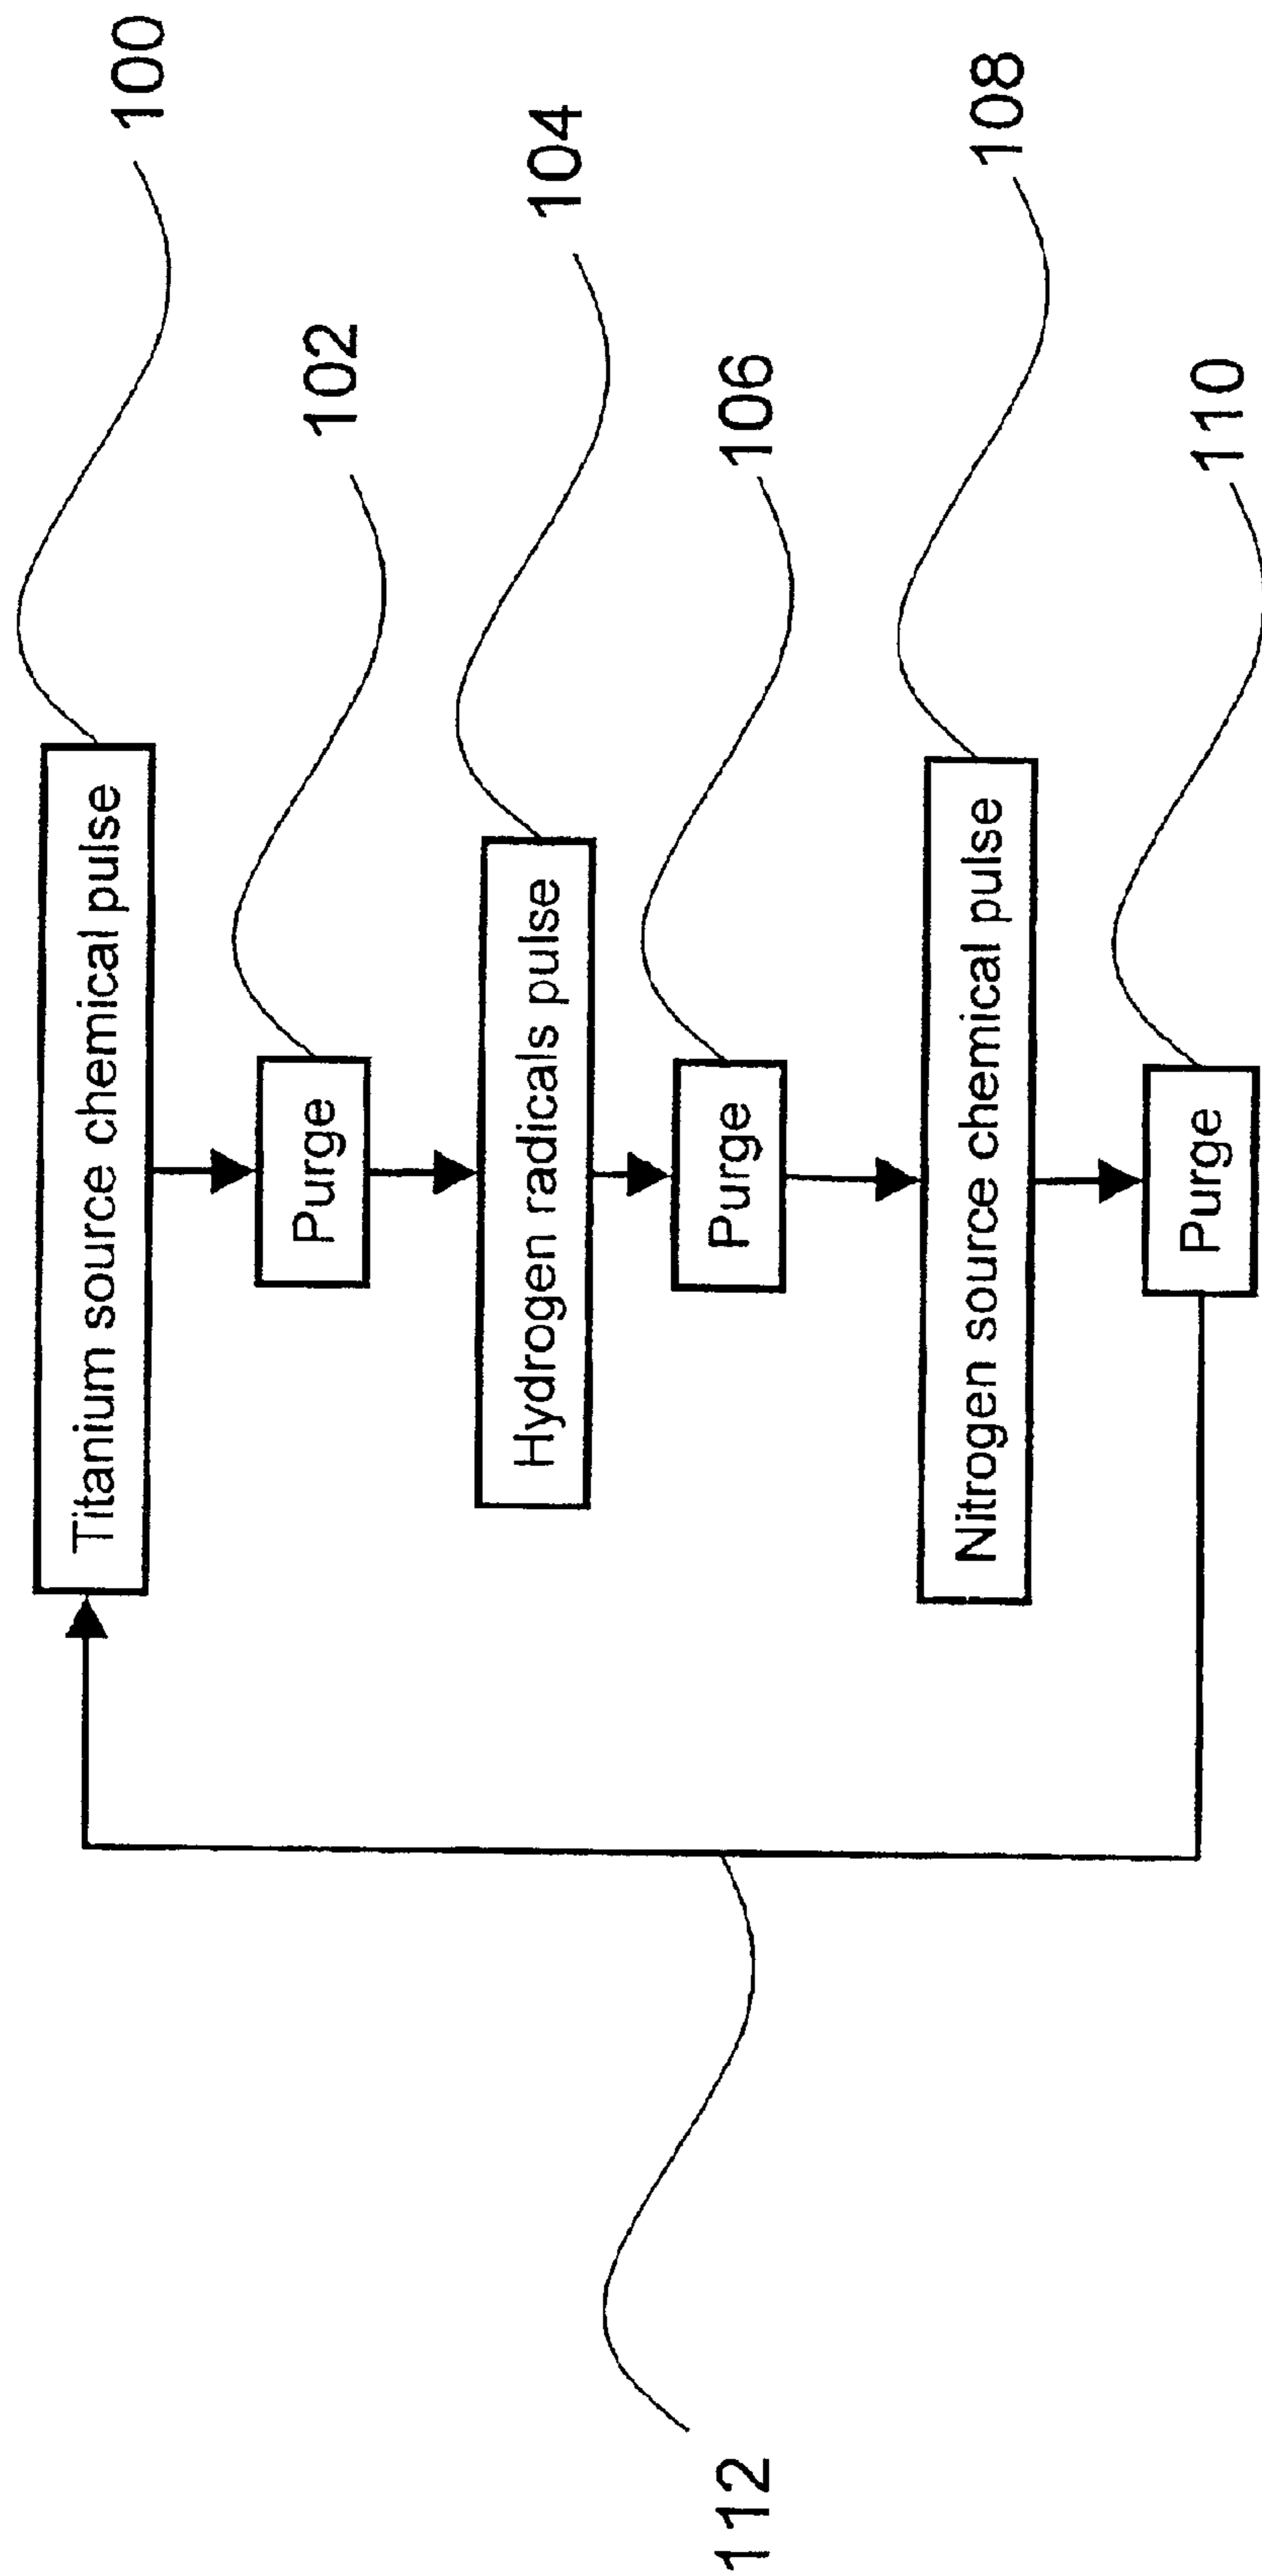 Titanium source chemical pulse
100
Purge
102
Hydrogen radicals pulse
104
Purge
106
Nitrogen source chemical pulse
108
Purge
110
112